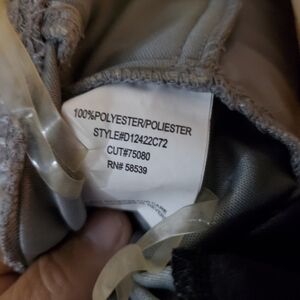 100%POLYESTER/POLIESTER
STYLE#D12422C72
CUT#75080
RN# 58539